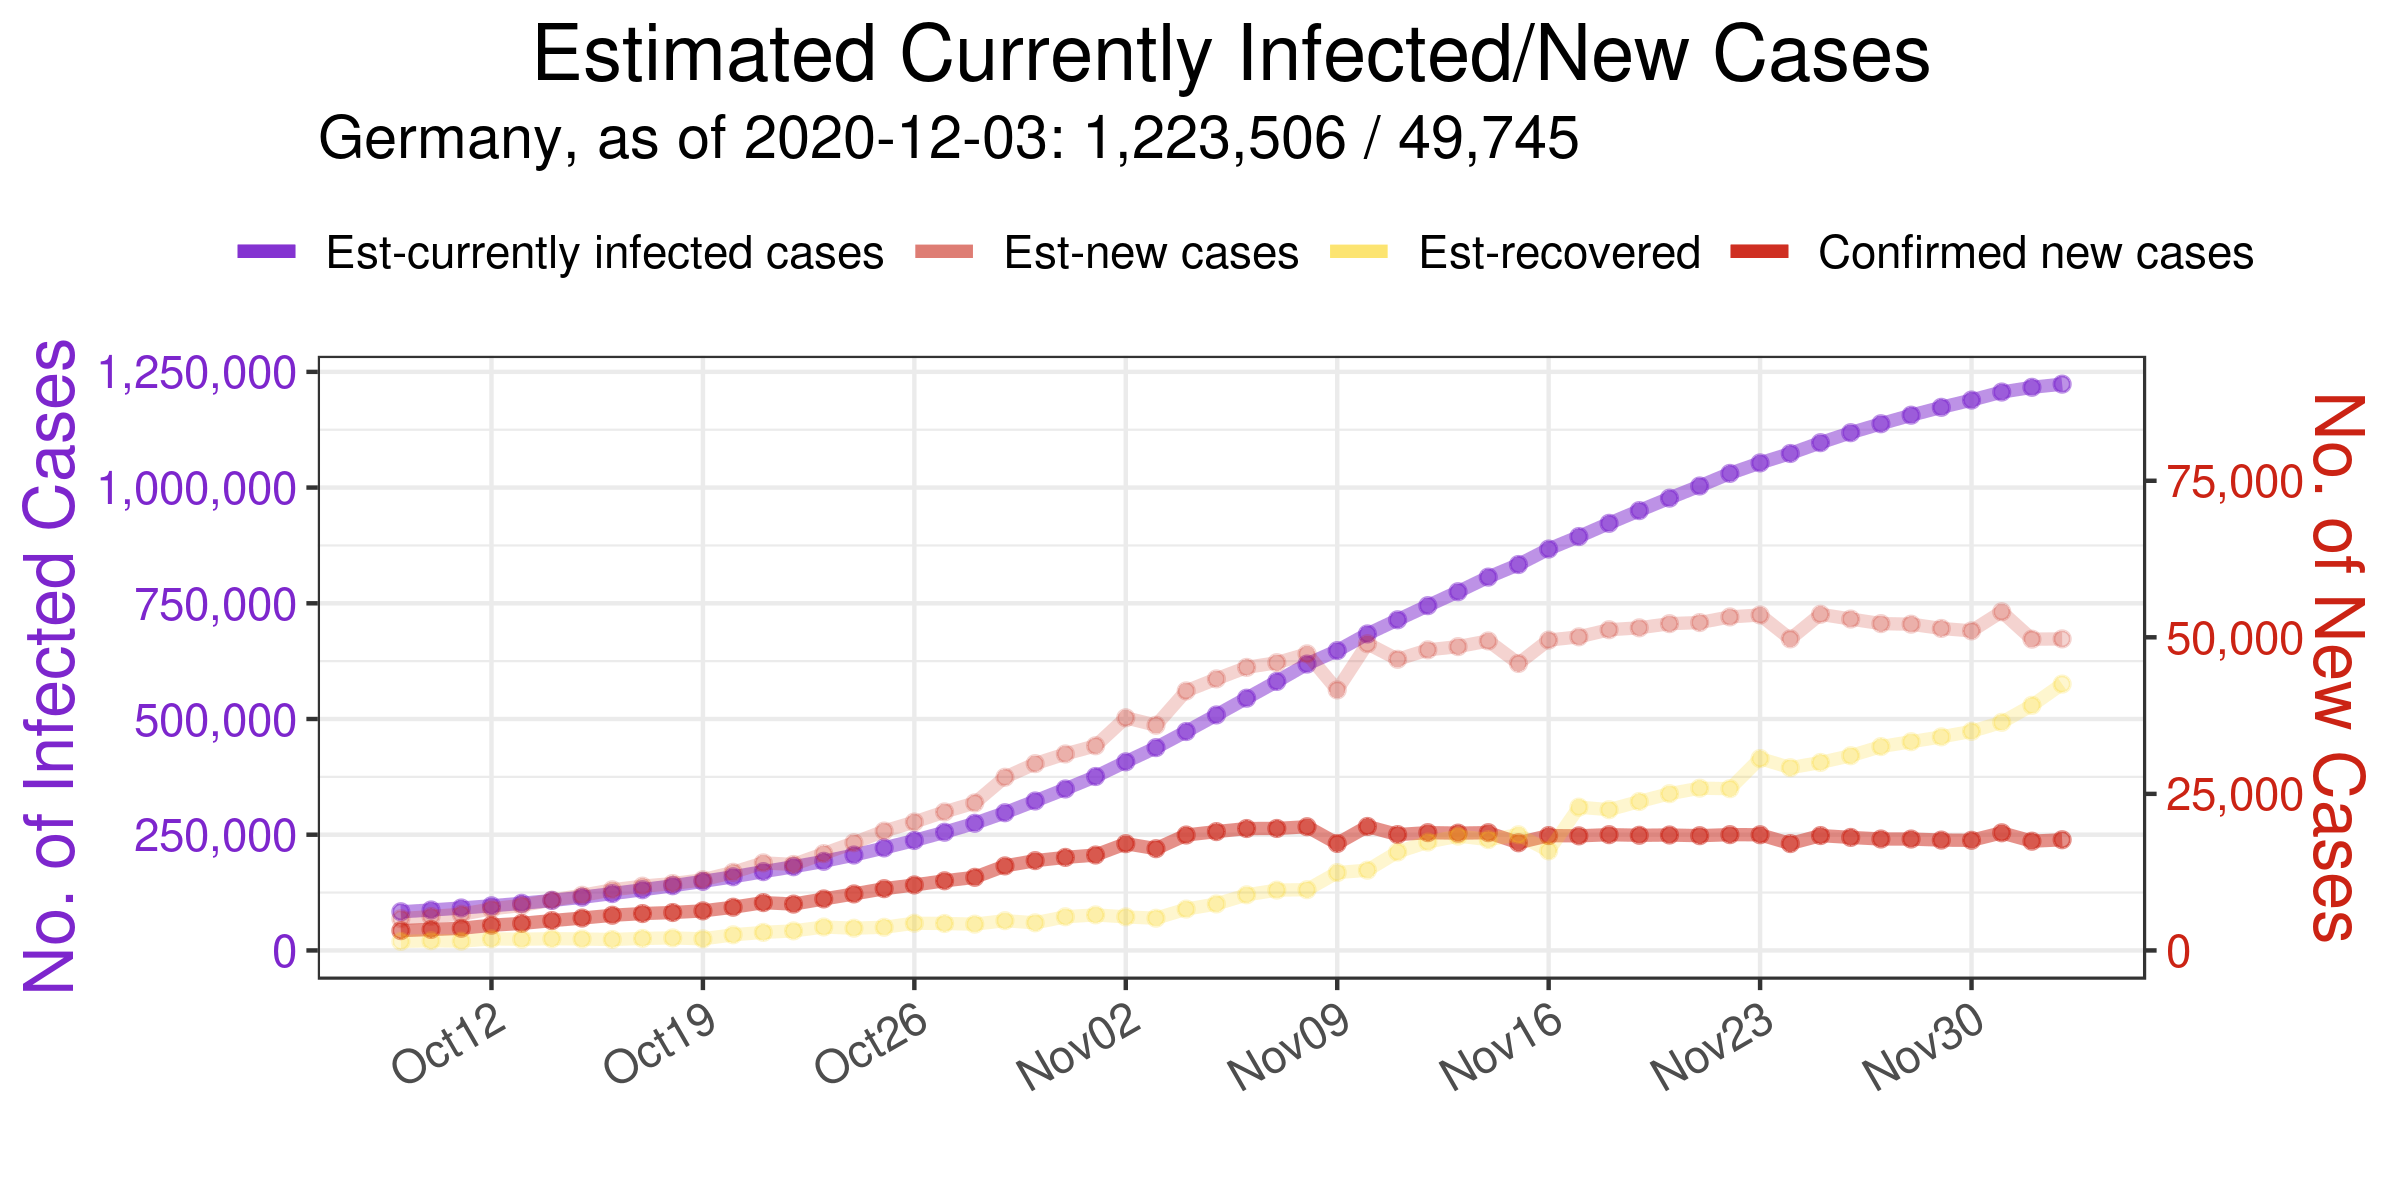 Estimated Currently Infected/New Cases
Germany, as of 2020-12-03: 1,223,506 / 49,745
Est-currently infected cases Est-new cases Est-recovered Confirmed new cases
No. of Infected Cases
1,250,000
1,000,000
750,000
500,000
250,000
0
No. of New Cases
75,000
50,000
25,000
0
Oct12 Oct19 Oct26 Nov02 Nov09 Nov16 Nov23 Nov30